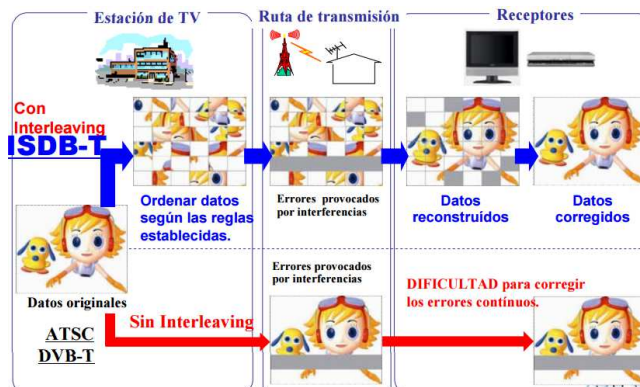 Estación de TV
Ruta de transmisión
Receptores
Con
Interleaving
ISDB-T
Ordenar datos
según las reglas
establecidas.
Errores provocados
por interferencias
Datos
reconstruídos
Datos
corregidos
Datos originales
Errores provocados
por interferencias
DIFICULTAD para corregir
los errores contínuos.
Sin Interleaving
ATSC
DVB-T